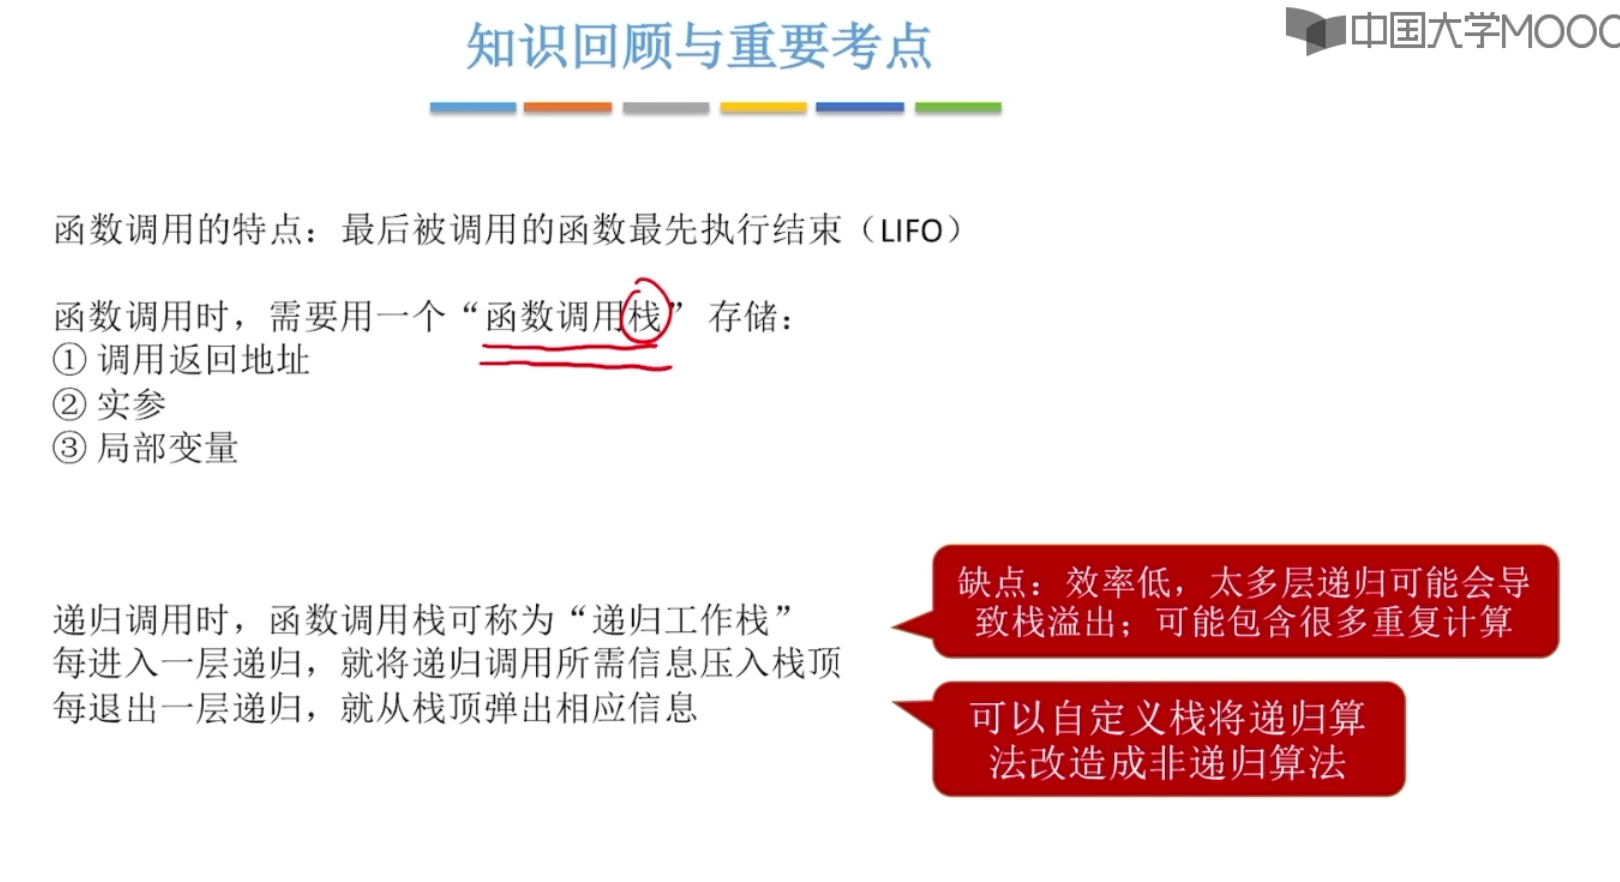 知识回顾与重要考点
中国大学MOOC
函数调用的特点：最后被调用的函数最先执行结束（LIFO）
函数调用时，需要用一个“函数调用栈”存储：
① 调用返回地址
② 实参
③ 局部变量
递归调用时，函数调用栈可称为“递归工作栈”
每进入一层递归，就将递归调用所需信息压入栈顶
每退出一层递归，就从栈顶弹出相应信息
缺点：效率低，太多层递归可能会导
致栈溢出；可能包含很多重复计算
可以自定义栈将递归算
法改造成非递归算法